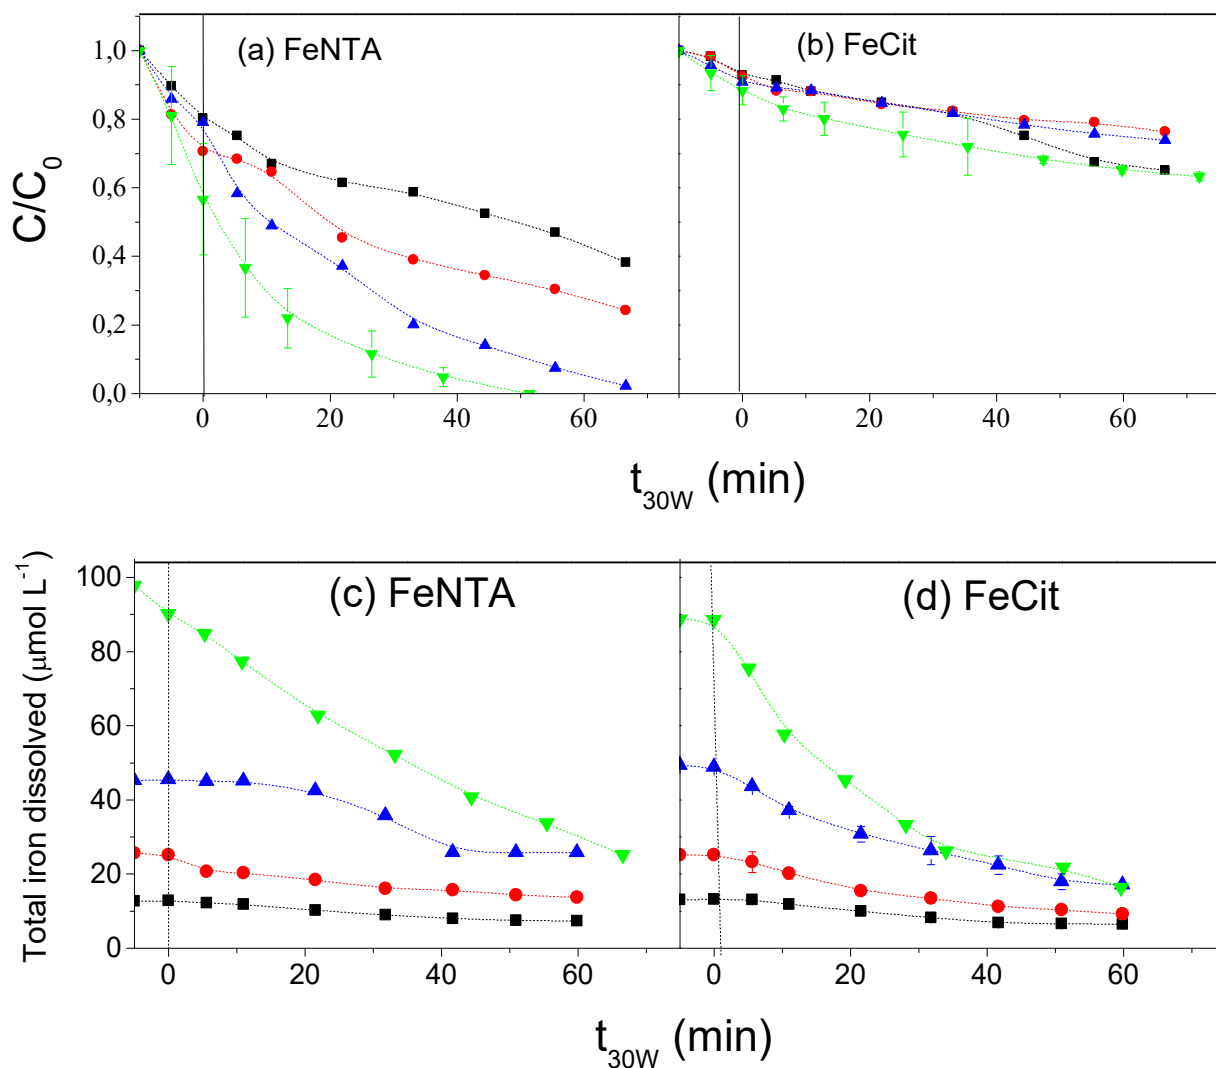 (a) FeNTA
(b) FeCit
C/C₀
1,0
0,8
0,6
0,4
0,2
0,0
0 20 40 60
0 20 40 60
t₃₀W (min)
(c) FeNTA
(d) FeCit
Total iron dissolved (μmol L⁻¹)
100
80
60
40
20
0
0 20 40 60
0 20 40 60
t₃₀W (min)